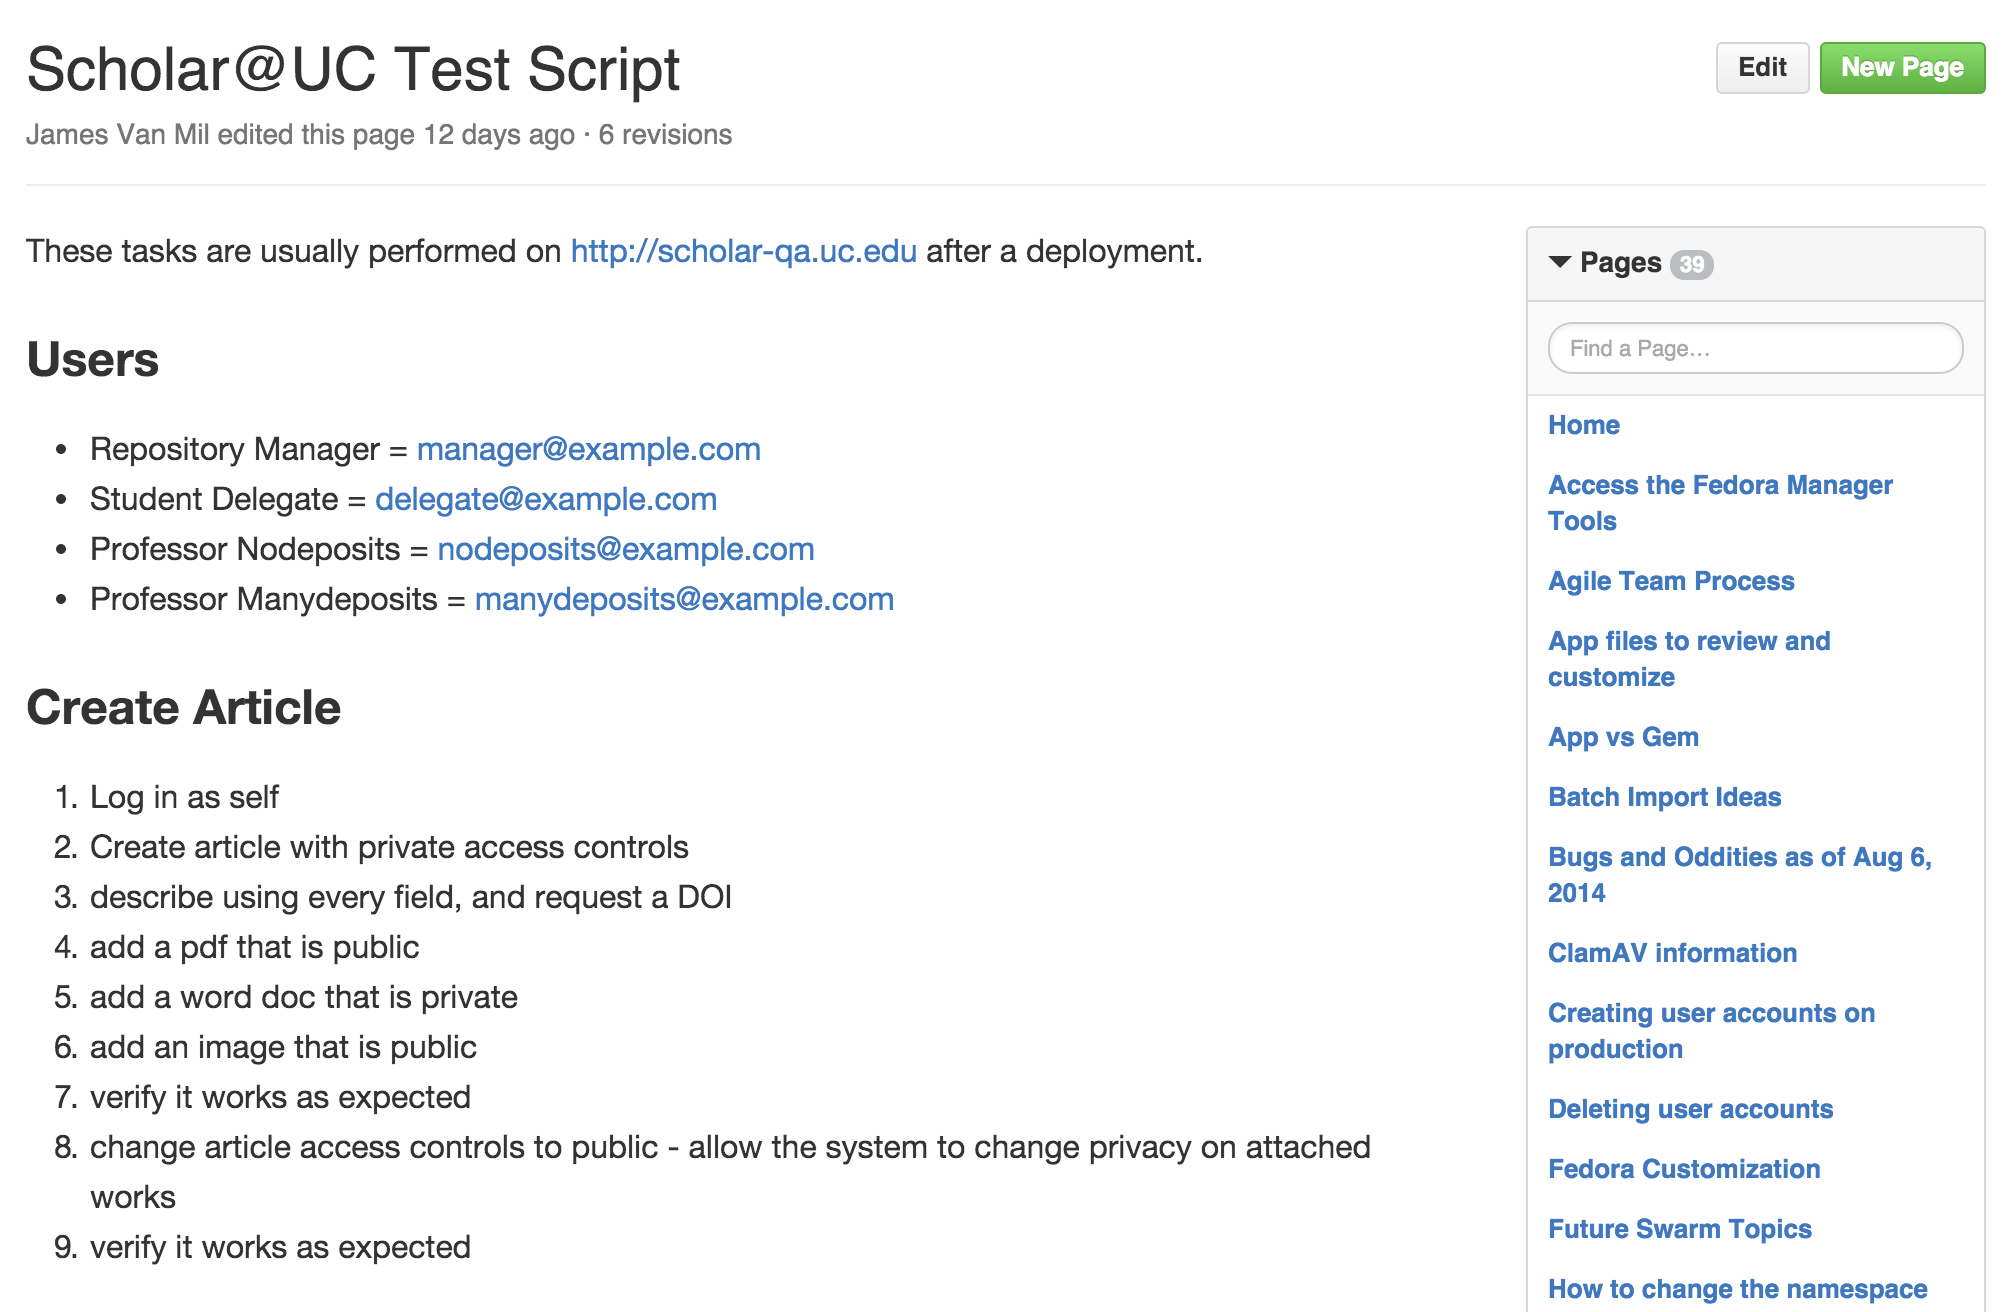 Scholar@UC Test Script
Edit
New Page
James Van Mil edited this page 12 days ago · 6 revisions
These tasks are usually performed on http://scholar-qa.uc.edu after a deployment.
Users
• Repository Manager = manager@example.com
• Student Delegate = delegate@example.com
• Professor Nodeposits = nodeposits@example.com
• Professor Manydeposits = manydeposits@example.com
Create Article
1. Log in as self
2. Create article with private access controls
3. describe using every field, and request a DOI
4. add a pdf that is public
5. add a word doc that is private
6. add an image that is public
7. verify it works as expected
8. change article access controls to public - allow the system to change privacy on attached
works
9. verify it works as expected
Pages 39
Find a Page...
Home
Access the Fedora Manager
Tools
Agile Team Process
App files to review and
customize
App vs Gem
Batch Import Ideas
Bugs and Oddities as of Aug 6,
2014
ClamAV information
Creating user accounts on
production
Deleting user accounts
Fedora Customization
Future Swarm Topics
How to change the namespace